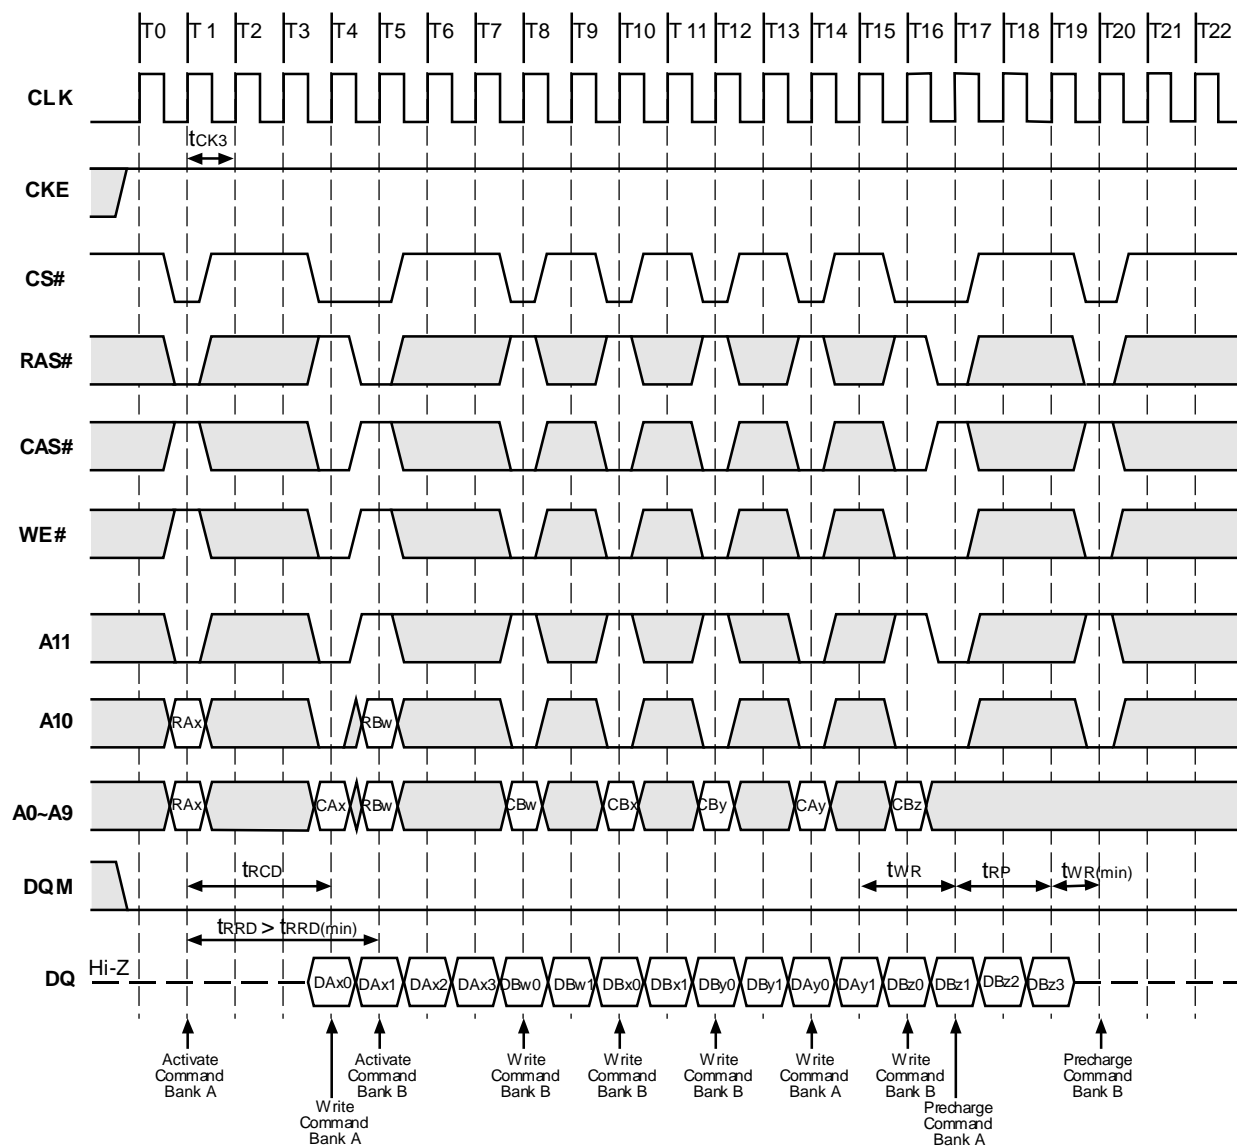 T0 T1 T2 T3 T4 T5 T6 T7 T8 T9 T10 T11 T12 T13 T14 T15 T16 T17 T18 T19 T20 T21 T22
CLK
tCK3
CKE
CS#
RAS#
CAS#
WE#
A11
A10 RAx RBw
A0~A9 RAx CAx RBw CBw CBx CBy CAy CBz
DQM tRCD tWR tRP tWR(min)
tRRD > tRRD(min)
DQ Hi-Z DAx0 DAx1 DAx2 DAx3 DBw0 DBw1 DBx0 DBx1 DBy0 DBy1 DAy0 DAy1 DBz0 DBz1 DBz2 DBz3
Activate
Command
Bank A
Write
Command
Bank A
Activate
Command
Bank B
Write
Command
Bank B
Write
Command
Bank B
Write
Command
Bank B
Write
Command
Bank A
Write
Command
Bank B
Precharge
Command
Bank A
Precharge
Command
Bank B